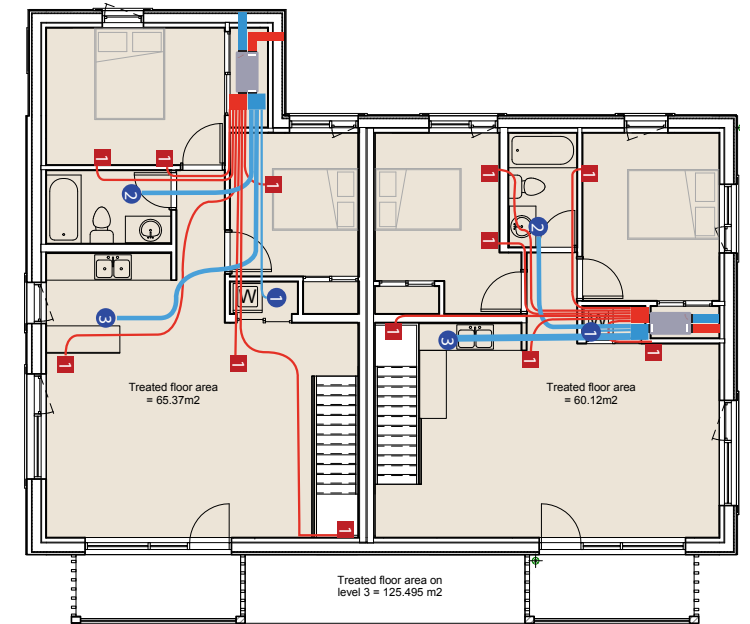 1
1
2
1
1
1
2
1
W
1
3
1
1
1
W
1
3
1
1
Treated floor area
= 65.37m2
Treated floor area
= 60.12m2
1
Treated floor area on
level 3 = 125.495 m2